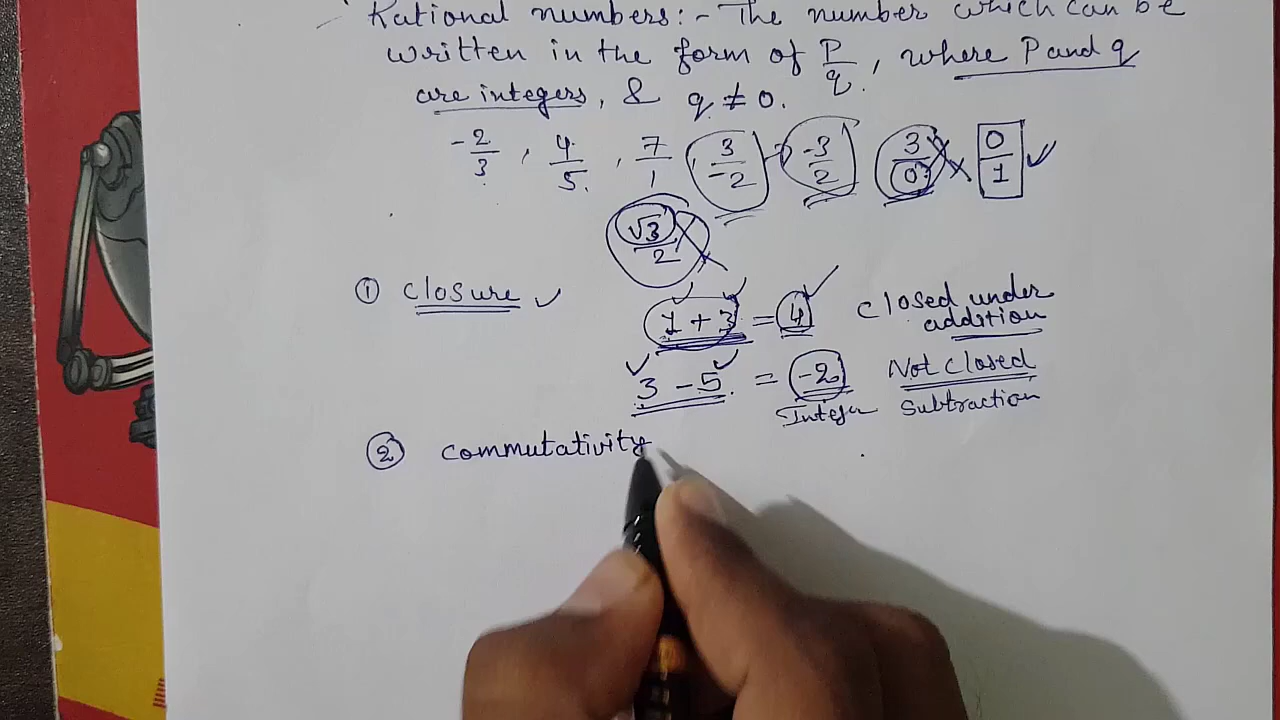 Rational numbers:- The number which can be
written in the form of P/q, where P and q
are integers, & q ≠ 0.
-2/3, 4/5, 7/1, 3/-2 → -3/2 3/0 × 0/1 ✓
√3/2 ×
① closure ✓ 1 + 3 = 4 ✓ closed under
addition
3 - 5 = -2 Not closed
Integer subtraction
② commutativity